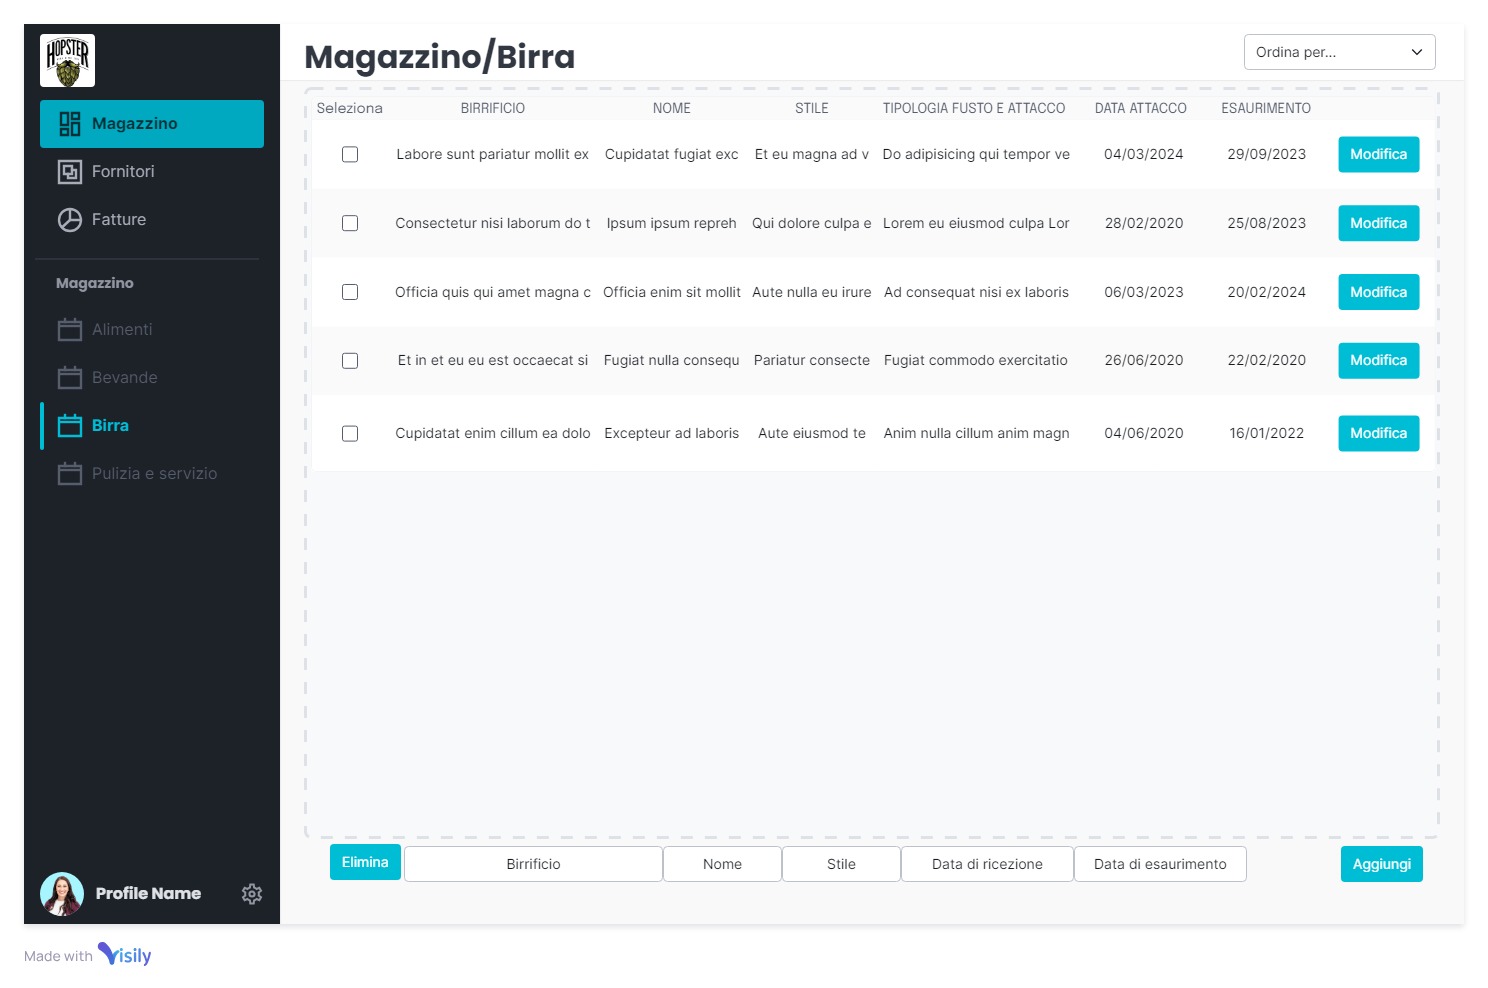 HOPSTER
Magazzino
Fornitori
Fatture
Magazzino
Alimenti
Bevande
Birra
Pulizia e servizio
Profile Name
Magazzino/Birra
Ordina per...
Seleziona BIRRIFICIO NOME STILE TIPOLOGIA FUSTO E ATTACCO DATA ATTACCO ESAURIMENTO
Labore sunt pariatur mollit ex Cupidatat fugiat exc Et eu magna ad v Do adipisicing qui tempor ve 04/03/2024 29/09/2023 Modifica
Consectetur nisi laborum do t Ipsum ipsum repreh Qui dolore culpa e Lorem eu eiusmod culpa Lor 28/02/2020 25/08/2023 Modifica
Officia quis qui amet magna c Officia enim sit mollit Aute nulla eu irure Ad consequat nisi ex laboris 06/03/2023 20/02/2024 Modifica
Et in et eu eu est occaecat si Fugiat nulla consequ Pariatur consecte Fugiat commodo exercitatio 26/06/2020 22/02/2020 Modifica
Cupidatat enim cillum ea dolo Excepteur ad laboris Aute eiusmod te Anim nulla cillum anim magn 04/06/2020 16/01/2022 Modifica
Elimina Birrificio Nome Stile Data di ricezione Data di esaurimento Aggiungi
Made with Visily